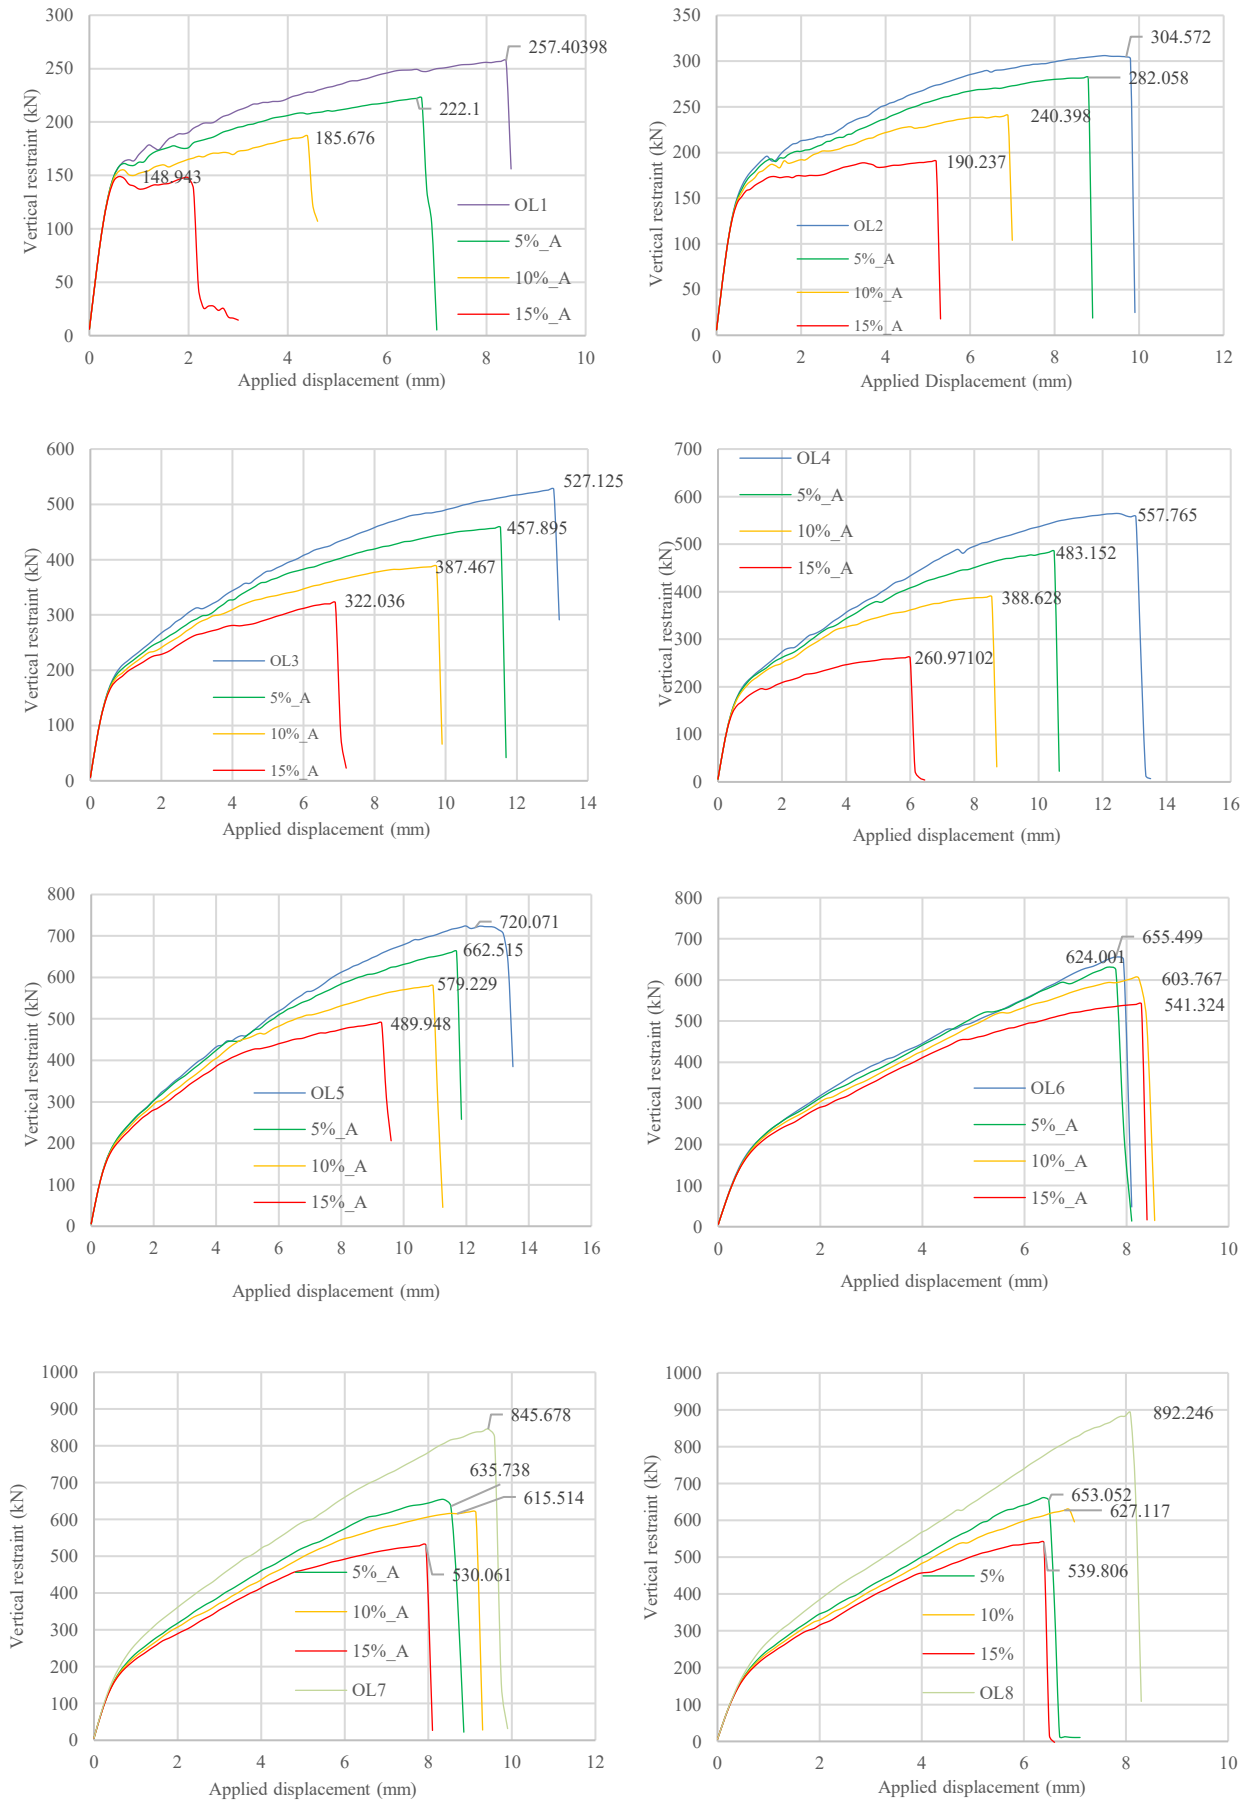 300
250
200
150
100
50
0
0 2 4 6 8 10
Vertical restraint (kN)
Applied displacement (mm)
257.40398
222.1
185.676
148.943
OL1
5%_A
10%_A
15%_A
350
300
250
200
150
100
50
0
0 2 4 6 8 10 12
Vertical restraint (kN)
Applied Displacement (mm)
304.572
282.058
240.398
190.237
OL2
5%_A
10%_A
15%_A
600
500
400
300
200
100
0
0 2 4 6 8 10 12 14
Vertical restraint (kN)
Applied displacement (mm)
527.125
457.895
387.467
322.036
OL3
5%_A
10%_A
15%_A
700
600
500
400
300
200
100
0
0 2 4 6 8 10 12 14 16
Vertical restraint (kN)
Applied displacement (mm)
OL4
5%_A
10%_A
15%_A
557.765
483.152
388.628
260.97102
800
700
600
500
400
300
200
100
0
0 2 4 6 8 10 12 14 16
Vertical restraint (kN)
Applied displacement (mm)
720.071
662.515
579.229
489.948
OL5
5%_A
10%_A
15%_A
800
700
600
500
400
300
200
100
0
0 2 4 6 8 10
Vertical restraint (kN)
Applied displacement (mm)
655.499
624.001
603.767
541.324
OL6
5%_A
10%_A
15%_A
1000
900
800
700
600
500
400
300
200
100
0
0 2 4 6 8 10 12
Vertical restraint (kN)
Applied displacement (mm)
845.678
635.738
615.514
530.061
5%_A
10%_A
15%_A
OL7
1000
900
800
700
600
500
400
300
200
100
0
0 2 4 6 8 10
Vertical restraint (kN)
Applied displacement (mm)
892.246
653.052
627.117
539.806
5%
10%
15%
OL8